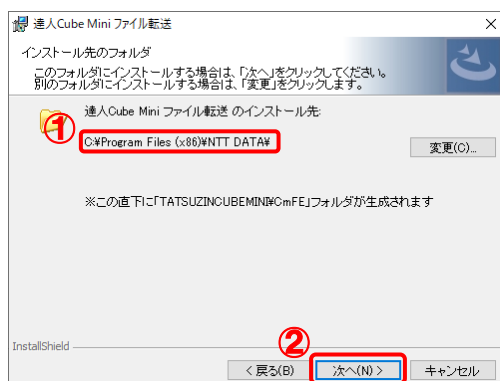 達人Cube Mini ファイル転送
インストール先のフォルダ
このフォルダにインストールする場合は、「次へ」をクリックしてください。
別のフォルダにインストールする場合は、「変更」をクリックします。
達人Cube Mini ファイル転送 のインストール先:
①
C:¥Program Files (x86)¥NTT DATA¥
変更(C)...
※この直下に「TATSUZINCUBEMINI¥CmFE」フォルダが生成されます
InstallShield
②
< 戻る(B) 次へ(N) > キャンセル